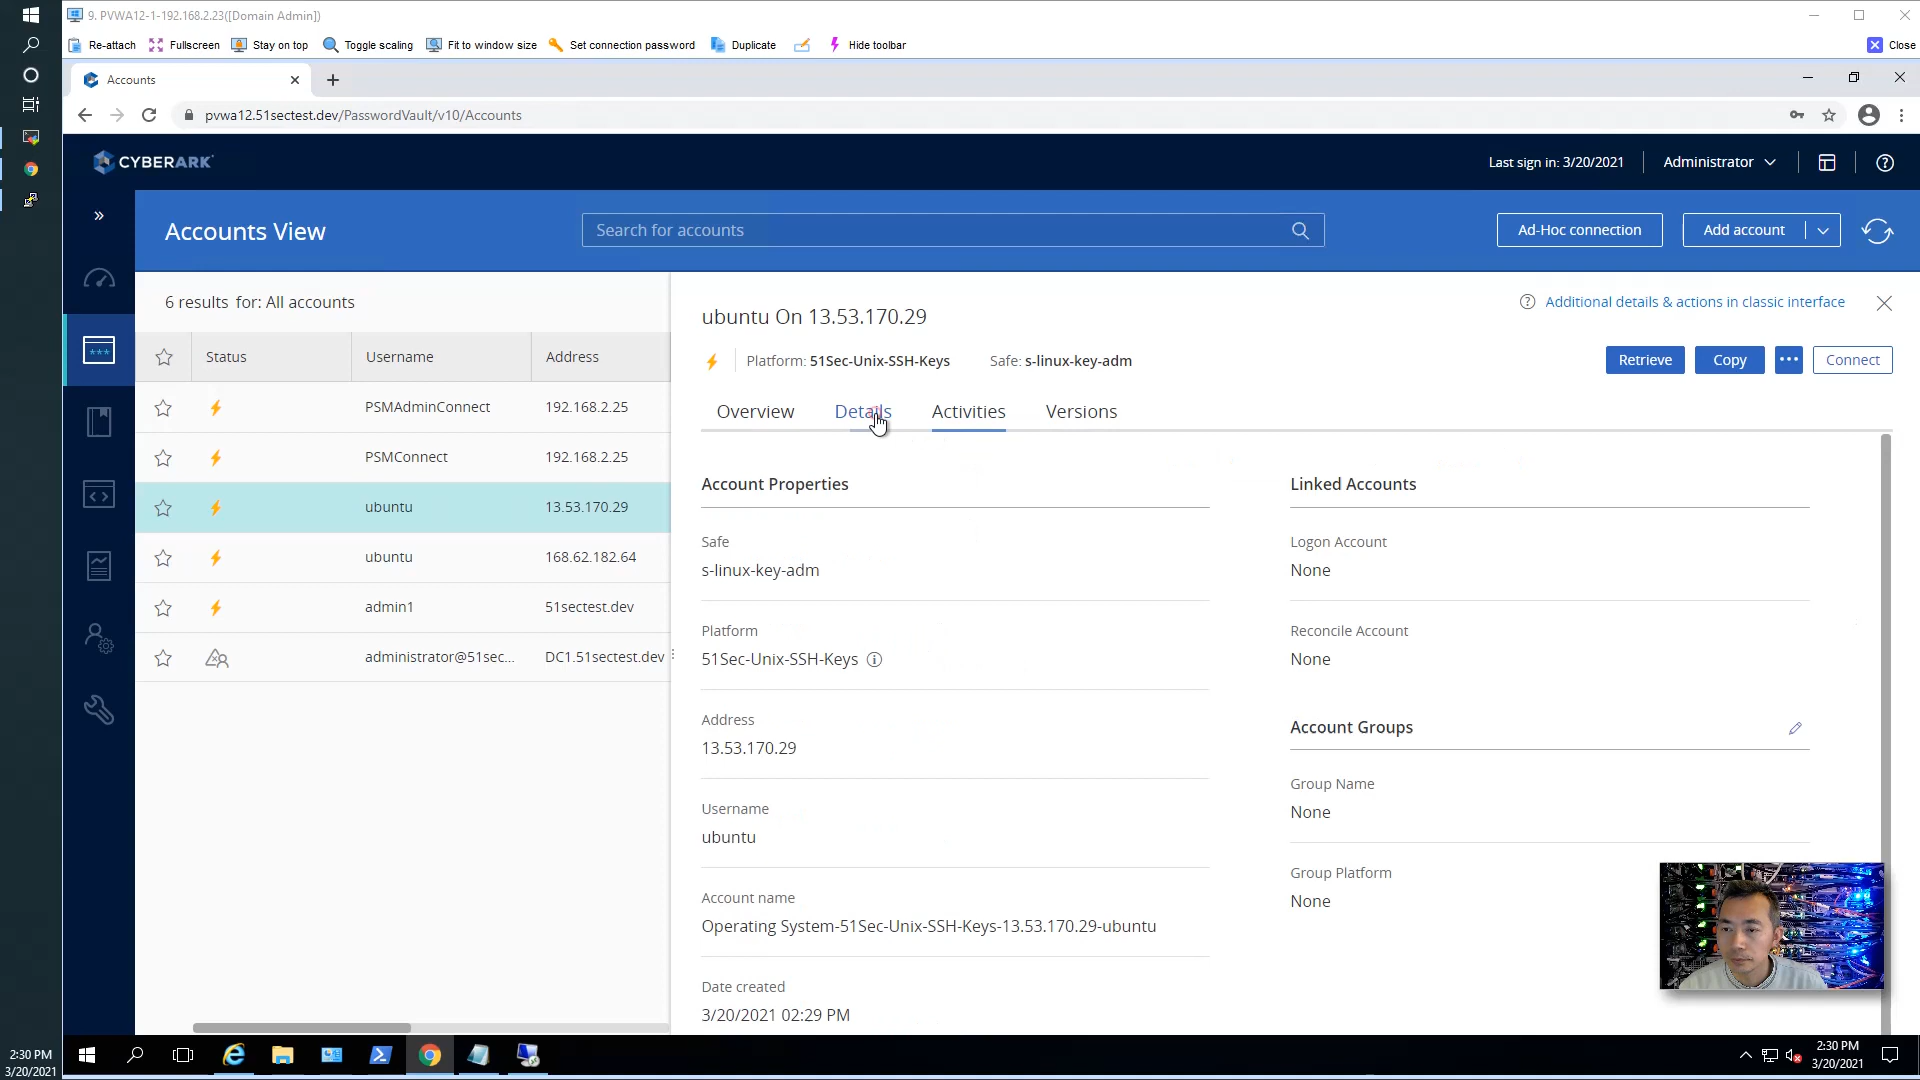 9. PVWA12-1-192.168.2.23([Domain Admin])
Re-attach
Fullscreen
Stay on top
Toggle scaling
Fit to window size
Set connection password
Duplicate
Hide toolbar
Close
Accounts
pvwa12.51sectest.dev/PasswordVault/v10/Accounts
CYBERARK
Last sign in: 3/20/2021
Administrator
Accounts View
Search for accounts
Ad-Hoc connection
Add account
6 results for: All accounts
Status
Username
Address
PSMAdminConnect
192.168.2.25
PSMConnect
192.168.2.25
ubuntu
13.53.170.29
ubuntu
168.62.182.64
admin1
51sectest.dev
administrator@51sec...
DC1.51sectest.dev
ubuntu On 13.53.170.29
Additional details & actions in classic interface
Platform: 51Sec-Unix-SSH-Keys
Safe: s-linux-key-adm
Retrieve
Copy
Connect
Overview
Details
Activities
Versions
Account Properties
Safe
s-linux-key-adm
Platform
51Sec-Unix-SSH-Keys
Address
13.53.170.29
Username
ubuntu
Account name
Operating System-51Sec-Unix-SSH-Keys-13.53.170.29-ubuntu
Date created
3/20/2021 02:29 PM
Linked Accounts
Logon Account
None
Reconcile Account
None
Account Groups
Group Name
None
Group Platform
None
2:30 PM
3/20/2021
2:30 PM
3/20/2021